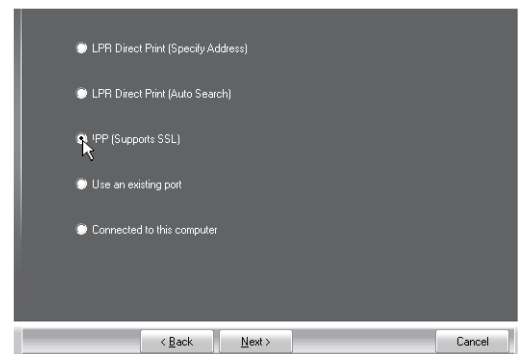 LPR Direct Print (Specify Address)
LPR Direct Print (Auto Search)
IPP (Supports SSL)
Use an existing port
Connected to this computer
< Back Next > Cancel